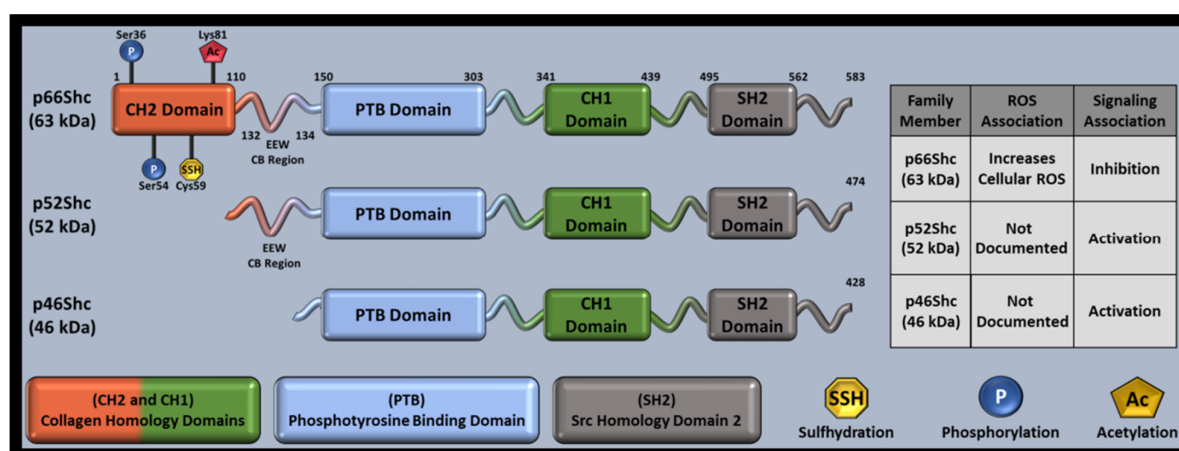 Ser36
Lys81
P
Ac
1
110
150
303
341
439
495
562
583
p66Shc
(63 kDa)
CH2 Domain
PTB Domain
CH1
Domain
SH2
Domain
132
134
EEW
CB Region
P
SSH
Ser54
Cys59
p52Shc
(52 kDa)
EEW
CB Region
PTB Domain
CH1
Domain
SH2
Domain
474
p46Shc
(46 kDa)
PTB Domain
CH1
Domain
SH2
Domain
428
Family
Member
ROS
Association
Signaling
Association
p66Shc
(63 kDa)
Increases
Cellular ROS
Inhibition
p52Shc
(52 kDa)
Not
Documented
Activation
p46Shc
(46 kDa)
Not
Documented
Activation
(CH2 and CH1)
Collagen Homology Domains
(PTB)
Phosphotyrosine Binding Domain
(SH2)
Src Homology Domain 2
SSH
Sulfhydration
P
Phosphorylation
Ac
Acetylation